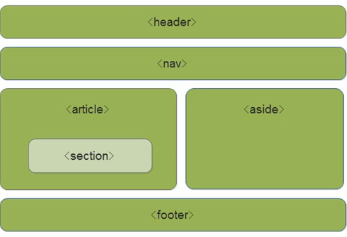 <header>
<nav>
<article>
<aside>
<section>
<footer>